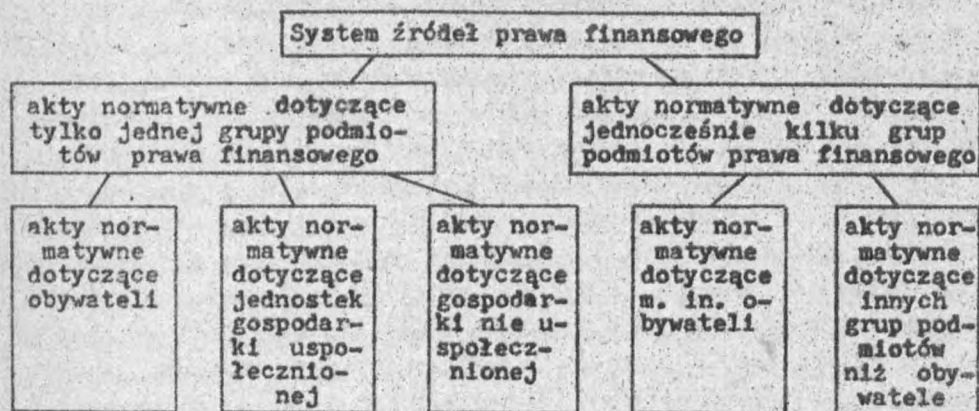 System źródeł prawa finansowego
akty normatywne dotyczące
tylko jednej grupy podmio-
tów prawa finansowego
akty normatywne dotyczące
jednocześnie kilku grup
podmiotów prawa finansowego
akty nor-
matywne
dotyczące
obywateli
akty nor-
matywne
dotyczące
jednostek
gospodar-
ki uspo-
łecznio-
nej
akty nor-
matywne
dotyczące
gospodar-
ki nie u-
społecz-
nionej
akty nor-
matywne
dotyczące
m. in. o-
bywateli
akty nor-
matywne
dotyczące
innych
grup pod-
miotów
niż oby-
watele